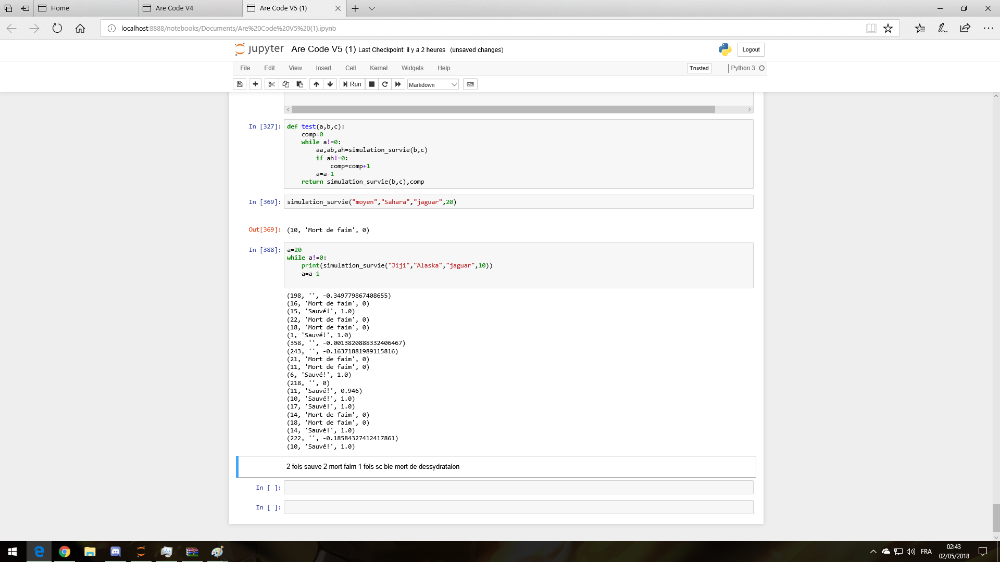 Home
Are Code V4
Are Code V5 (1)
localhost:8888/notebooks/Documents/Are%20Code%20V5%20(1).ipynb
jupyter Are Code V5 (1) Last Checkpoint: il y a 2 heures (unsaved changes)
Logout
File Edit View Insert Cell Kernel Widgets Help
Trusted
Python 3
Run
Markdown
In [327]:
def test(a,b,c):
    comp=0
    while a!=0:
        aa,ab,ah=simulation_survie(b,c)
        if ah!=0:
            comp=comp+1
        a=a-1
    return simulation_survie(b,c),comp
In [369]: simulation_survie("moyen","Sahara","jaguar",20)
Out[369]: (10, 'Mort de faim', 0)
In [388]:
a=20
while a!=0:
    print(simulation_survie("Jiji","Alaska","jaguar",10))
    a=a-1
(198, '', -0.349779867408655)
(16, 'Mort de faim', 0)
(15, 'Sauvé!', 1.0)
(22, 'Mort de faim', 0)
(18, 'Mort de faim', 0)
(1, 'Sauvé!', 1.0)
(358, '', -0.0013820888332406467)
(243, '', -0.16371881989115816)
(21, 'Mort de faim', 0)
(11, 'Mort de faim', 0)
(6, 'Sauvé!', 1.0)
(218, '', 0)
(11, 'Sauvé!', 0.946)
(10, 'Sauvé!', 1.0)
(17, 'Sauvé!', 1.0)
(14, 'Mort de faim', 0)
(18, 'Mort de faim', 0)
(14, 'Sauvé!', 1.0)
(222, '', -0.18584327412417861)
(10, 'Sauvé!', 1.0)
2 fois sauve 2 mort faim 1 fois sc ble mort de dessydrataion
In [ ]:
In [ ]:
FRA
02:43
02/05/2018